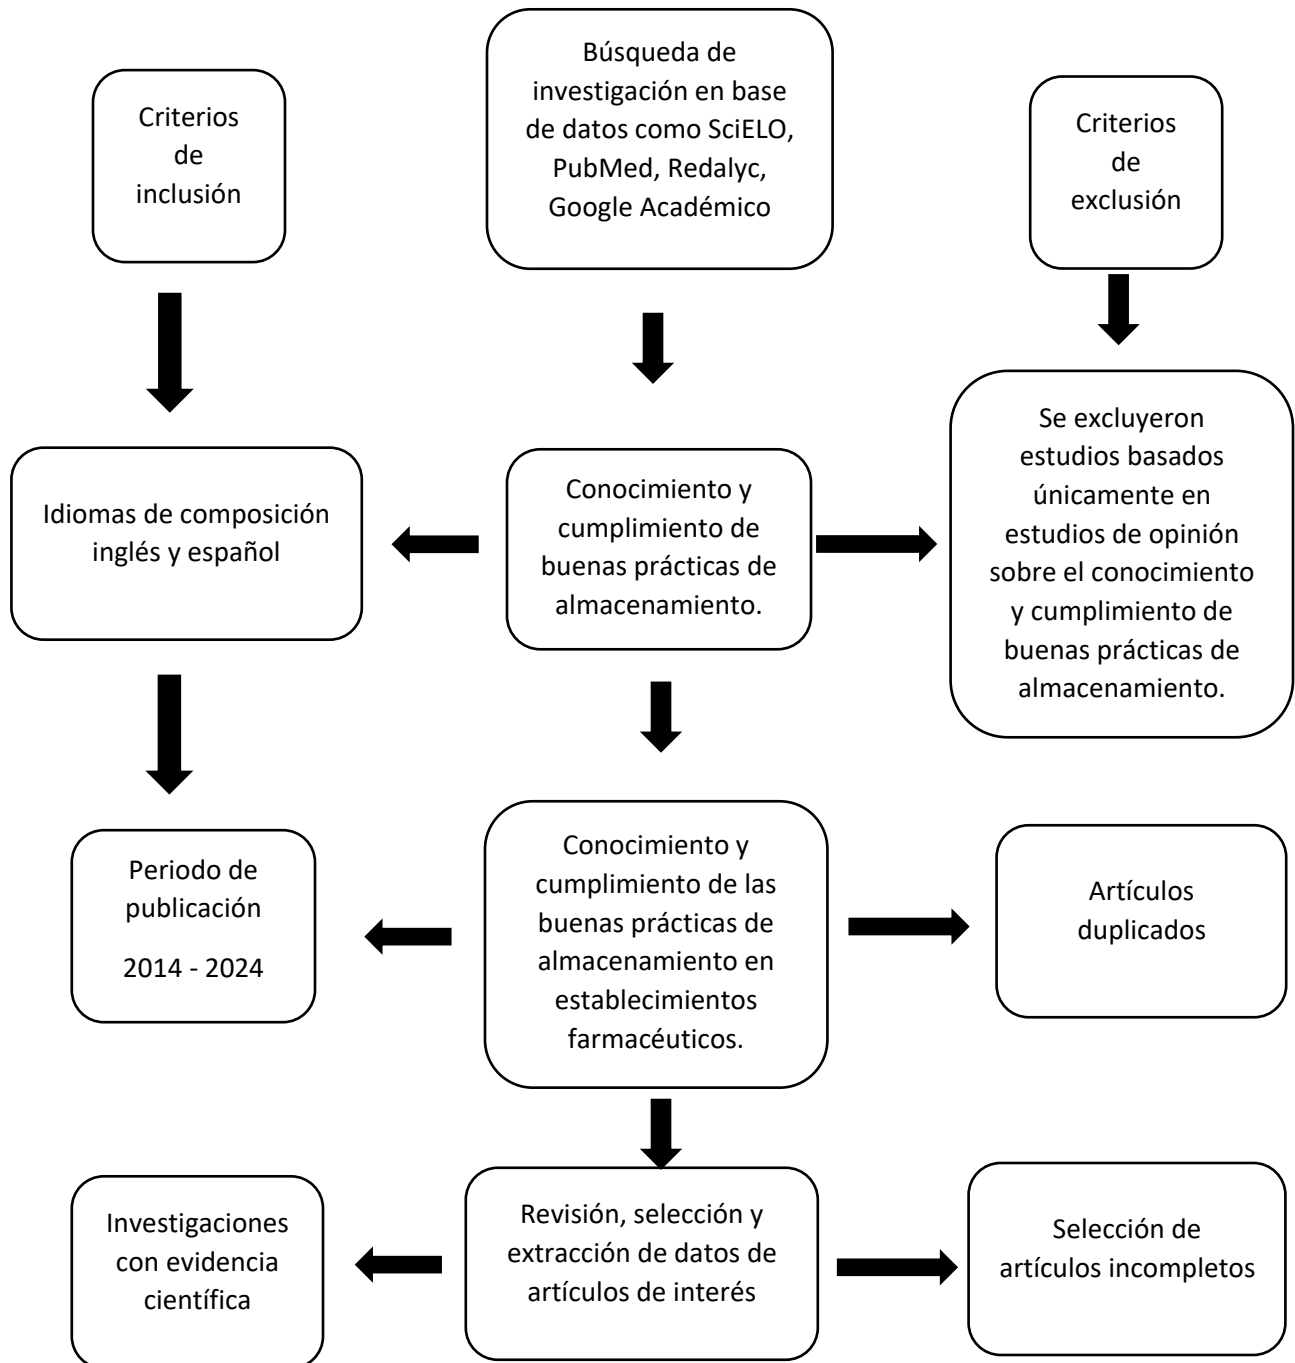 Criterios
de
inclusión
Búsqueda de
investigación en base
de datos como SciELO,
PubMed, Redalyc,
Google Académico
Criterios
de
exclusión
Idiomas de composición
inglés y español
Conocimiento y
cumplimiento de
buenas prácticas de
almacenamiento.
Se excluyeron
estudios basados
únicamente en
estudios de opinión
sobre el conocimiento
y cumplimiento de
buenas prácticas de
almacenamiento.
Periodo de
publicación
2014 - 2024
Conocimiento y
cumplimiento de las
buenas prácticas de
almacenamiento en
establecimientos
farmacéuticos.
Artículos
duplicados
Investigaciones
con evidencia
científica
Revisión, selección y
extracción de datos de
artículos de interés
Selección de
artículos incompletos